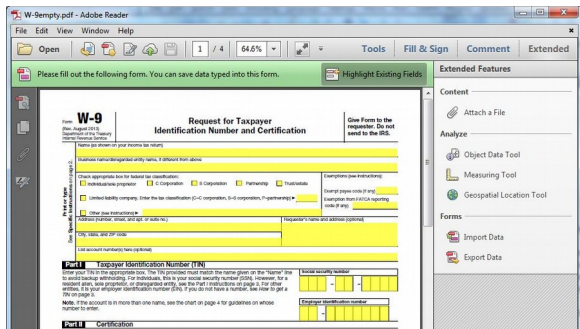 W-9empty.pdf - Adobe Reader
File Edit View Window Help
Open 1 / 4 64.6% Tools Fill & Sign Comment Extended
Please fill out the following form. You can save data typed into this form.
Highlight Existing Fields
Form W-9
(Rev. August 2013)
Department of the Treasury
Internal Revenue Service
Request for Taxpayer
Identification Number and Certification
Give Form to the
requester. Do not
send to the IRS.
Print or type
See Specific Instructions on page 2.
Name (as shown on your income tax return)
Business name/disregarded entity name, if different from above
Check appropriate box for federal tax classification:
Individual/sole proprietor C Corporation S Corporation Partnership Trust/estate
Limited liability company. Enter the tax classification (C=C corporation, S=S corporation, P=partnership) ▶
Other (see instructions) ▶
Exemptions (see instructions):
Exempt payee code (if any)
Exemption from FATCA reporting
code (if any)
Address (number, street, and apt. or suite no.)
Requester's name and address (optional)
City, state, and ZIP code
List account number(s) here (optional)
Part I Taxpayer Identification Number (TIN)
Enter your TIN in the appropriate box. The TIN provided must match the name given on the "Name" line
to avoid backup withholding. For individuals, this is your social security number (SSN). However, for a
resident alien, sole proprietor, or disregarded entity, see the Part I instructions on page 3. For other
entities, it is your employer identification number (EIN). If you do not have a number, see How to get a
TIN on page 3.
Note. If the account is in more than one name, see the chart on page 4 for guidelines on whose
number to enter.
Social security number
– –
Employer identification number
–
Part II Certification
Extended Features
Content
Attach a File
Analyze
Object Data Tool
Measuring Tool
Geospatial Location Tool
Forms
Import Data
Export Data